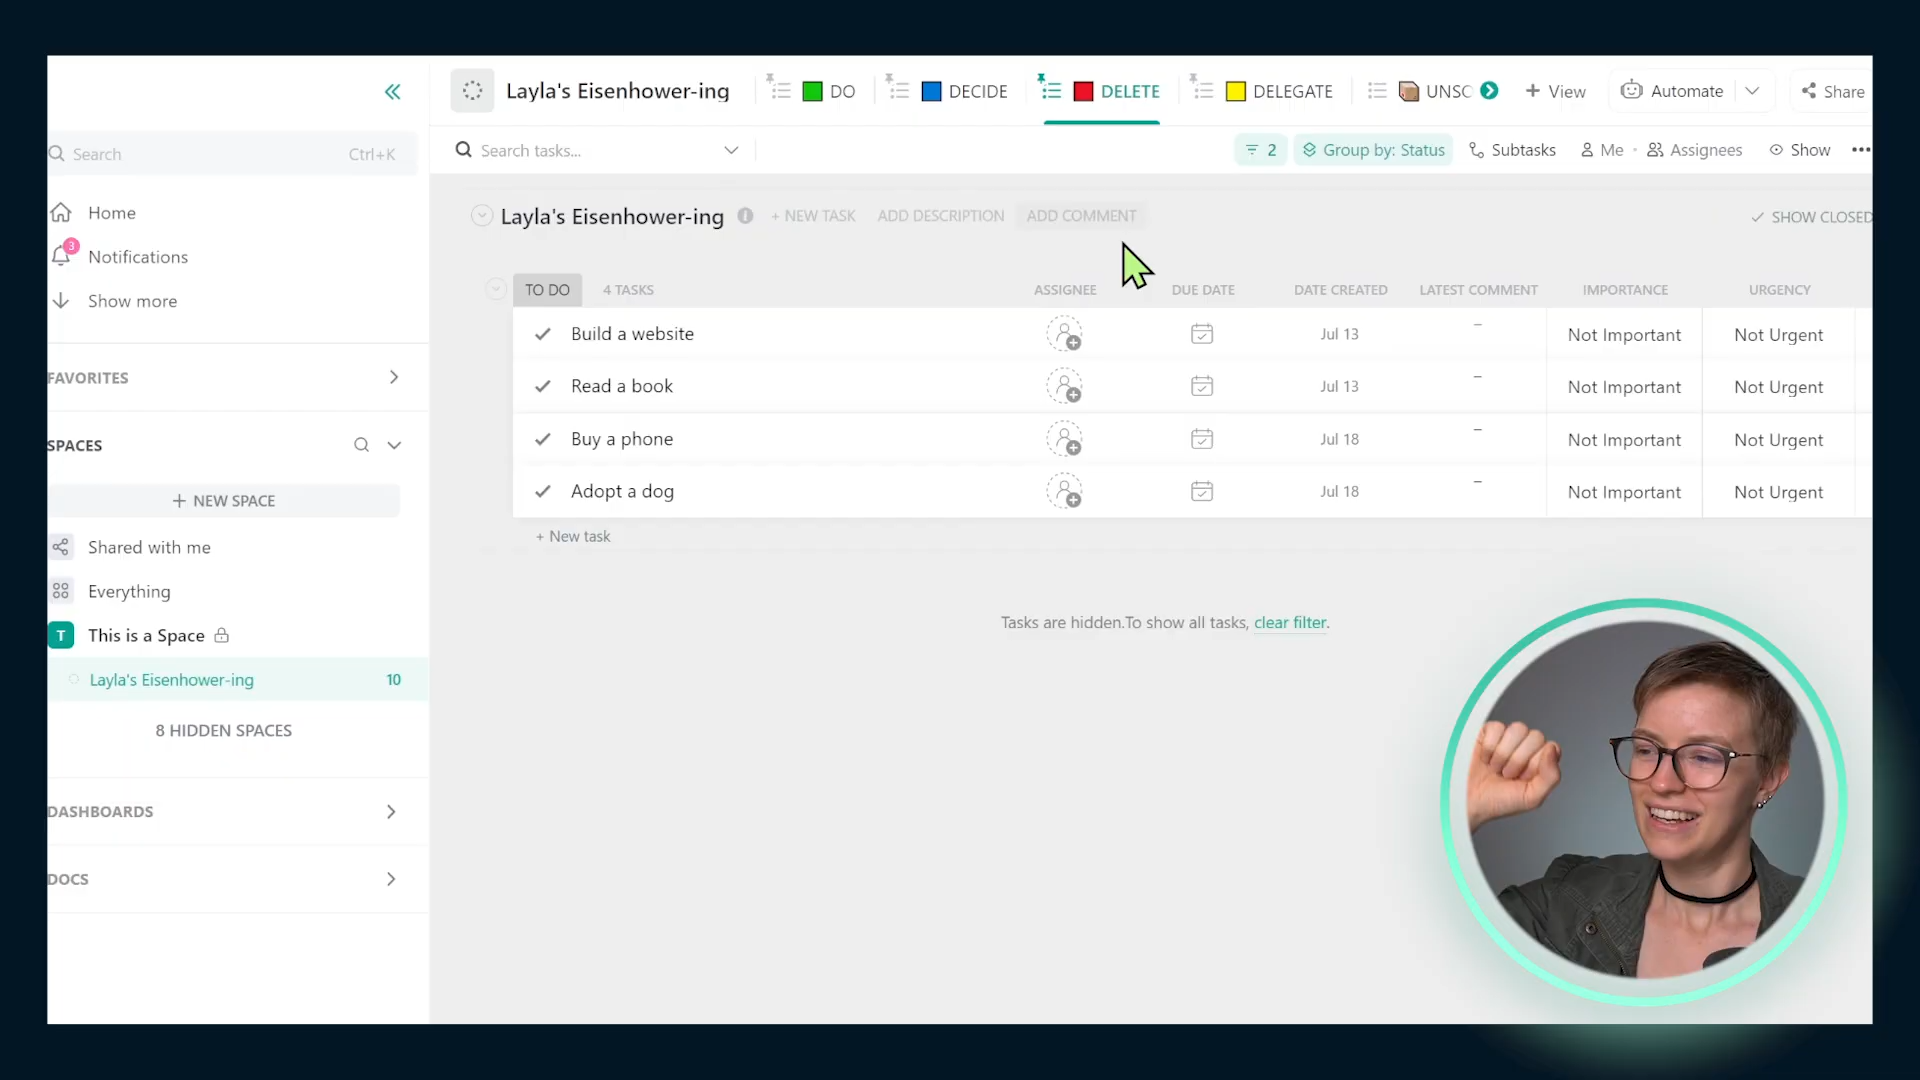 Layla's Eisenhower-ing
DO
DECIDE
DELETE
DELEGATE
UNSC
+ View
Automate
Share
Search
Ctrl+K
Search tasks...
2
Group by: Status
Subtasks
Me
Assignees
Show
Home
3
Notifications
Show more
Layla's Eisenhower-ing
+ NEW TASK
ADD DESCRIPTION
ADD COMMENT
SHOW CLOSED
TO DO
4 TASKS
ASSIGNEE
DUE DATE
DATE CREATED
LATEST COMMENT
IMPORTANCE
URGENCY
Build a website
Jul 13
–
Not Important
Not Urgent
Read a book
Jul 13
–
Not Important
Not Urgent
Buy a phone
Jul 18
–
Not Important
Not Urgent
Adopt a dog
Jul 18
–
Not Important
Not Urgent
+ New task
Tasks are hidden.To show all tasks, clear filter.
FAVORITES
SPACES
+ NEW SPACE
Shared with me
Everything
T
This is a Space
Layla's Eisenhower-ing
10
8 HIDDEN SPACES
DASHBOARDS
DOCS